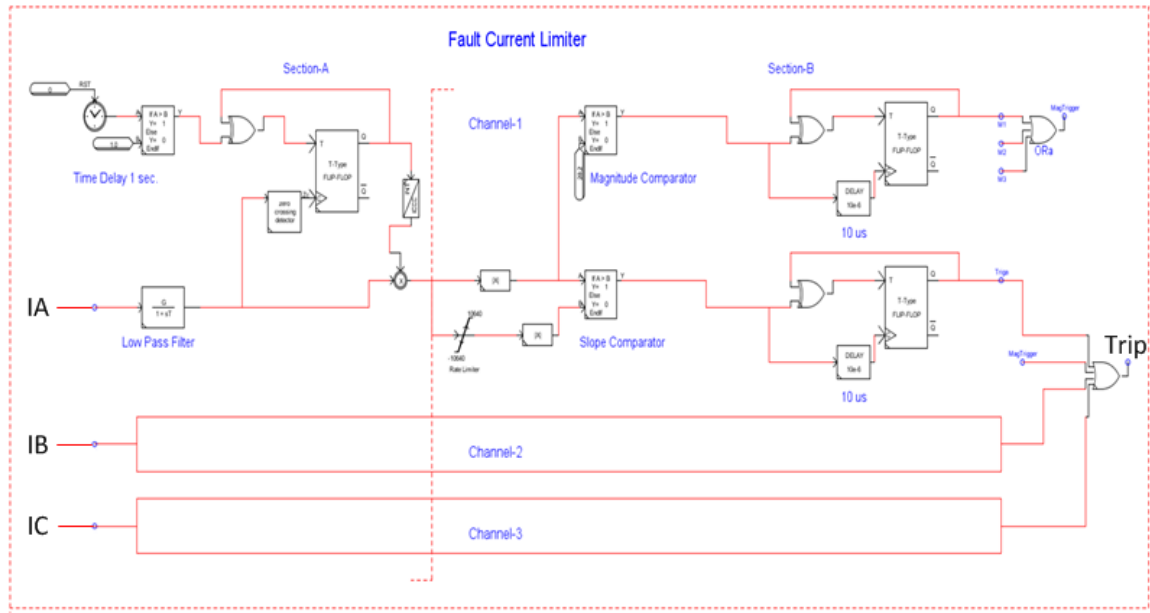 Fault Current Limiter
Section-A
Section-B
0
RST
A
If A > B
Y= 1
Else
Y= 0
Endif
B
Y
1.0
Time Delay 1 sec.
T
Q
T-Type
FLIP-FLOP
Q
zero
crossing
detector
X
IA
G
1 + sT
Low Pass Filter
Channel-1
A
If A > B
Y= 1
Else
Y= 0
Endif
Y
Magnitude Comparator
T
Q
T-Type
FLIP-FLOP
Q
DELAY
10e-6
10 us
M1
M2
M3
MagTrigger
ORa
|X|
A
If A > B
Y= 1
Else
Y= 0
Endif
B
Y
Slope Comparator
10640
-10640
Rate Limiter
|X|
T
Q
T-Type
FLIP-FLOP
Q
DELAY
10e-6
10 us
MagTrigger
Trip
IB
Channel-2
IC
Channel-3